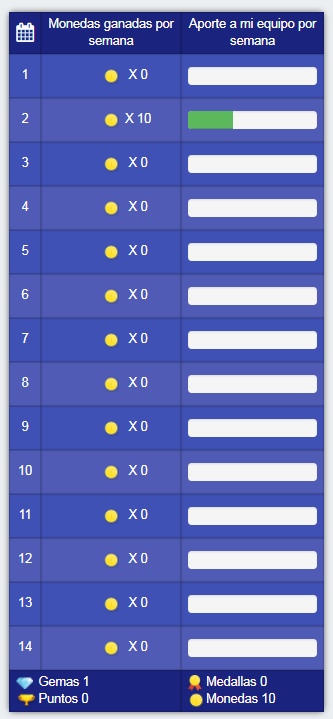 Monedas ganadas por semana
Aporte a mi equipo por semana
1 X 0
2 X 10
3 X 0
4 X 0
5 X 0
6 X 0
7 X 0
8 X 0
9 X 0
10 X 0
11 X 0
12 X 0
13 X 0
14 X 0
Gemas 1 Medallas 0
Puntos 0 Monedas 10